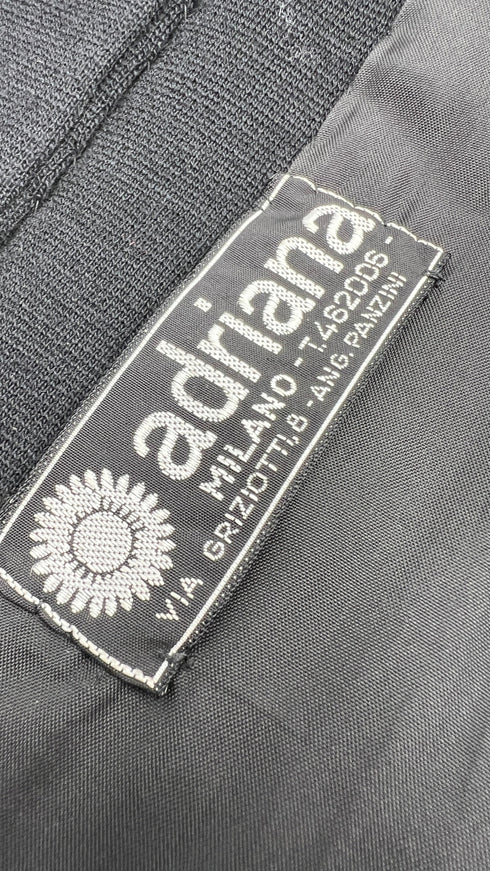 adriana
MILANO - T.462006 -
VIA GRIZIOTTI, 8 - ANG. PANZINI